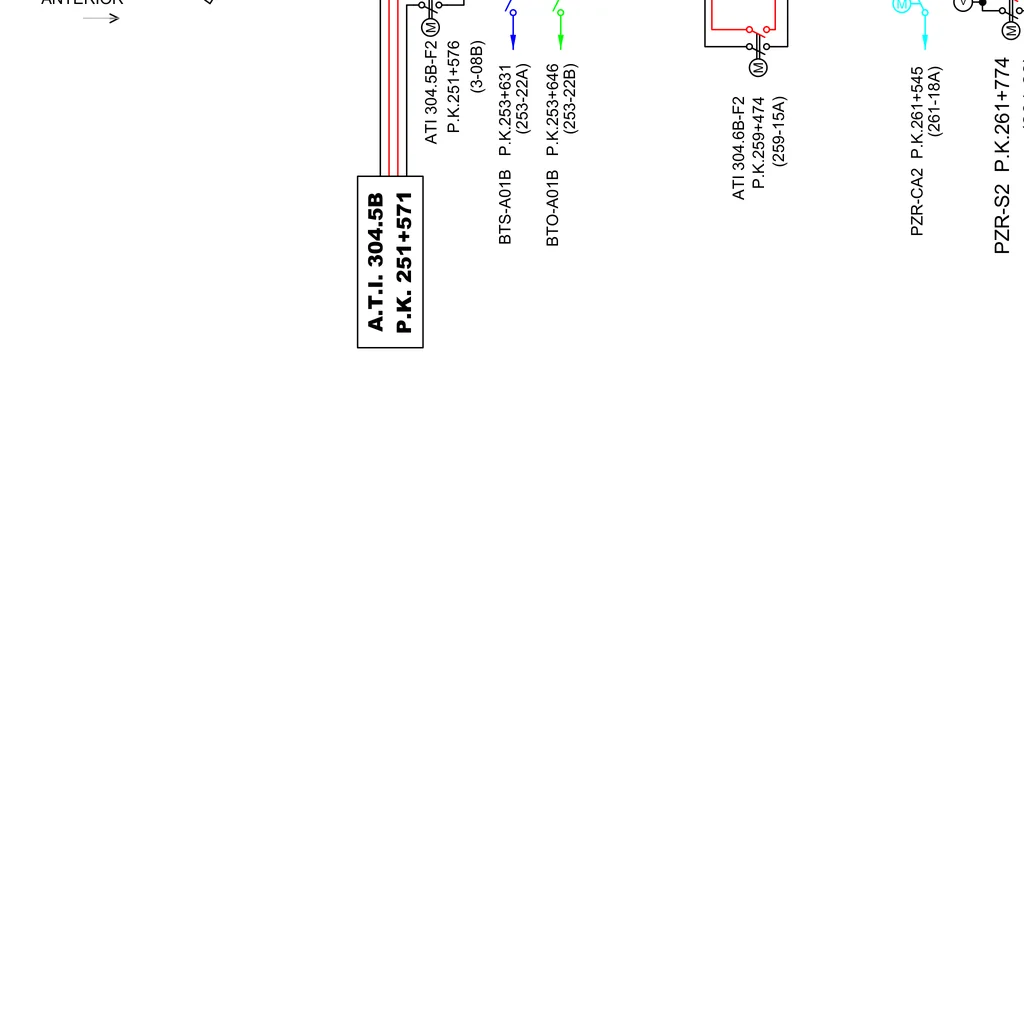 ANTERIOR
M
ATI 304.5B-F2
P.K.251+576
(3-08B)
A.T.I. 304.5B
P.K. 251+571
BTS-A01B P.K.253+631
(253-22A)
BTO-A01B P.K.253+646
(253-22B)
M
ATI 304.6B-F2
P.K.259+474
(259-15A)
M
PZR-CA2 P.K.261+545
(261-18A)
M
PZR-S2 P.K.261+774